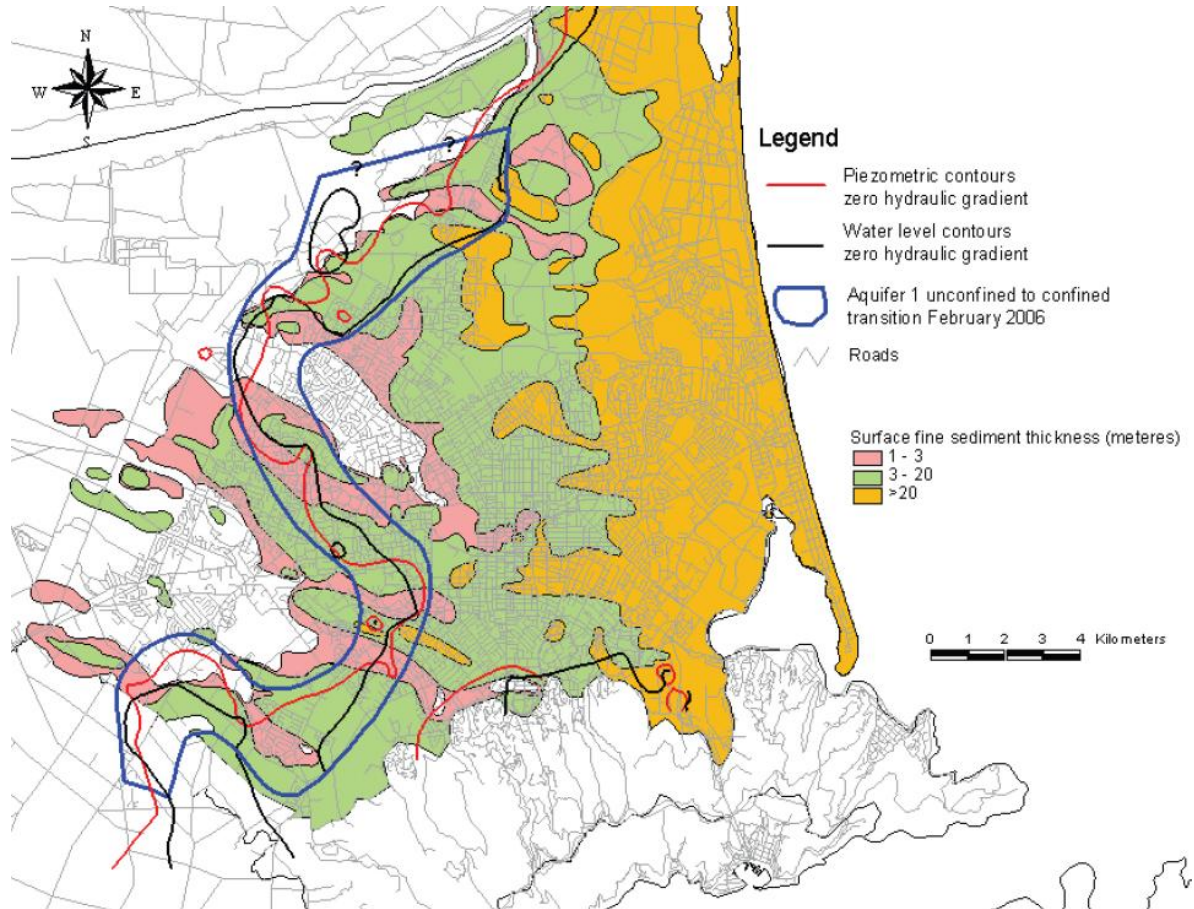 N
W E
S
? ?
Legend
Piezometric contours
zero hydraulic gradient
Water level contours
zero hydraulic gradient
Aquifer 1 unconfined to confined
transition February 2006
Roads
Surface fine sediment thickness (meteres)
1 - 3
3 - 20
>20
0 1 2 3 4 Kilometers